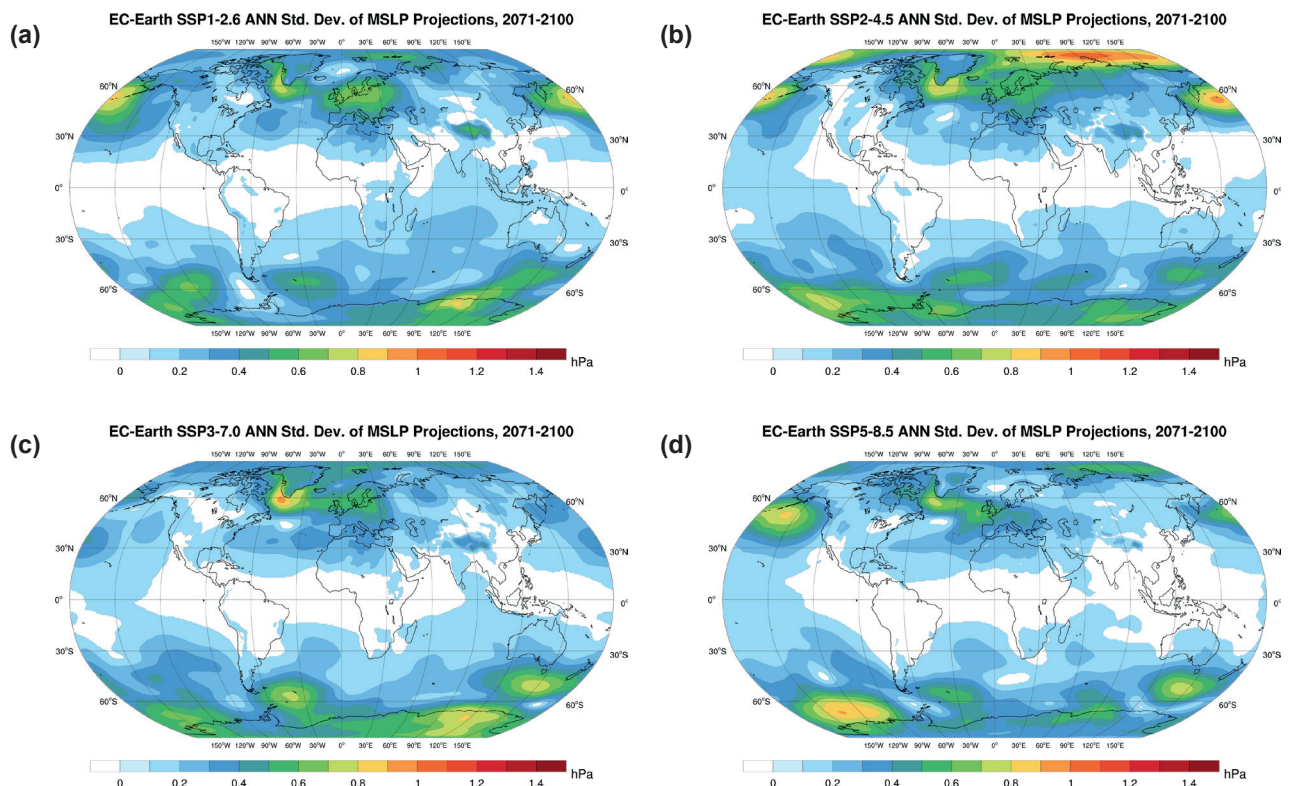 (a)
EC-Earth SSP1-2.6 ANN Std. Dev. of MSLP Projections, 2071-2100
150°W 120°W 90°W 60°W 30°W 0° 30°E 60°E 90°E 120°E 150°E
60°N
60°N
30°N
30°N
0°
0°
30°S
30°S
60°S
60°S
150°W 120°W 90°W 60°W 30°W 0° 30°E 60°E 90°E 120°E 150°E
0 0.2 0.4 0.6 0.8 1 1.2 1.4 hPa
(b)
EC-Earth SSP2-4.5 ANN Std. Dev. of MSLP Projections, 2071-2100
150°W 120°W 90°W 60°W 30°W 0° 30°E 60°E 90°E 120°E 150°E
60°N
60°N
30°N
30°N
0°
0°
30°S
30°S
60°S
60°S
150°W 120°W 90°W 60°W 30°W 0° 30°E 60°E 90°E 120°E 150°E
0 0.2 0.4 0.6 0.8 1 1.2 1.4 hPa
(c)
EC-Earth SSP3-7.0 ANN Std. Dev. of MSLP Projections, 2071-2100
150°W 120°W 90°W 60°W 30°W 0° 30°E 60°E 90°E 120°E 150°E
60°N
60°N
30°N
30°N
0°
0°
30°S
30°S
60°S
60°S
150°W 120°W 90°W 60°W 30°W 0° 30°E 60°E 90°E 120°E 150°E
0 0.2 0.4 0.6 0.8 1 1.2 1.4 hPa
(d)
EC-Earth SSP5-8.5 ANN Std. Dev. of MSLP Projections, 2071-2100
150°W 120°W 90°W 60°W 30°W 0° 30°E 60°E 90°E 120°E 150°E
60°N
60°N
30°N
30°N
0°
0°
30°S
30°S
60°S
60°S
150°W 120°W 90°W 60°W 30°W 0° 30°E 60°E 90°E 120°E 150°E
0 0.2 0.4 0.6 0.8 1 1.2 1.4 hPa